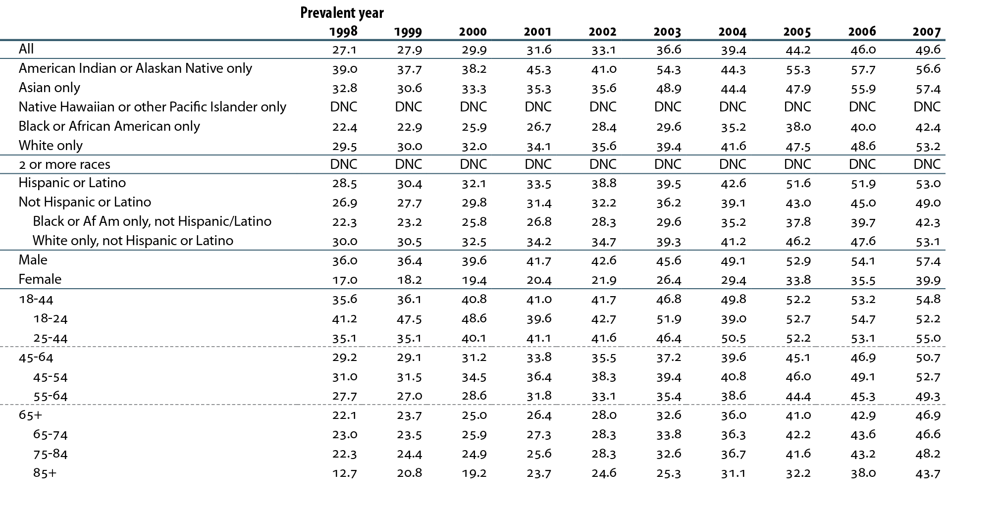 Prevalent year
1998 1999 2000 2001 2002 2003 2004 2005 2006 2007
All 27.1 27.9 29.9 31.6 33.1 36.6 39.4 44.2 46.0 49.6
American Indian or Alaskan Native only 39.0 37.7 38.2 45.3 41.0 54.3 44.3 55.3 57.7 56.6
Asian only 32.8 30.6 33.3 35.3 35.6 48.9 44.4 47.9 55.9 57.4
Native Hawaiian or other Pacific Islander only DNC DNC DNC DNC DNC DNC DNC DNC DNC DNC
Black or African American only 22.4 22.9 25.9 26.7 28.4 29.6 35.2 38.0 40.0 42.4
White only 29.5 30.0 32.0 34.1 35.6 39.4 41.6 47.5 48.6 53.2
2 or more races DNC DNC DNC DNC DNC DNC DNC DNC DNC DNC
Hispanic or Latino 28.5 30.4 32.1 33.5 38.8 39.5 42.6 51.6 51.9 53.0
Not Hispanic or Latino 26.9 27.7 29.8 31.4 32.2 36.2 39.1 43.0 45.0 49.0
Black or Af Am only, not Hispanic/Latino 22.3 23.2 25.8 26.8 28.3 29.6 35.2 37.8 39.7 42.3
White only, not Hispanic or Latino 30.0 30.5 32.5 34.2 34.7 39.3 41.2 46.2 47.6 53.1
Male 36.0 36.4 39.6 41.7 42.6 45.6 49.1 52.9 54.1 57.4
Female 17.0 18.2 19.4 20.4 21.9 26.4 29.4 33.8 35.5 39.9
18-44 35.6 36.1 40.8 41.0 41.7 46.8 49.8 52.2 53.2 54.8
18-24 41.2 47.5 48.6 39.6 42.7 51.9 39.0 52.7 54.7 52.2
25-44 35.1 35.1 40.1 41.1 41.6 46.4 50.5 52.2 53.1 55.0
45-64 29.2 29.1 31.2 33.8 35.5 37.2 39.6 45.1 46.9 50.7
45-54 31.0 31.5 34.5 36.4 38.3 39.4 40.8 46.0 49.1 52.7
55-64 27.7 27.0 28.6 31.8 33.1 35.4 38.6 44.4 45.3 49.3
65+ 22.1 23.7 25.0 26.4 28.0 32.6 36.0 41.0 42.9 46.9
65-74 23.0 23.5 25.9 27.3 28.3 33.8 36.3 42.2 43.6 46.6
75-84 22.3 24.4 24.9 25.6 28.3 32.6 36.7 41.6 43.2 48.2
85+ 12.7 20.8 19.2 23.7 24.6 25.3 31.1 32.2 38.0 43.7